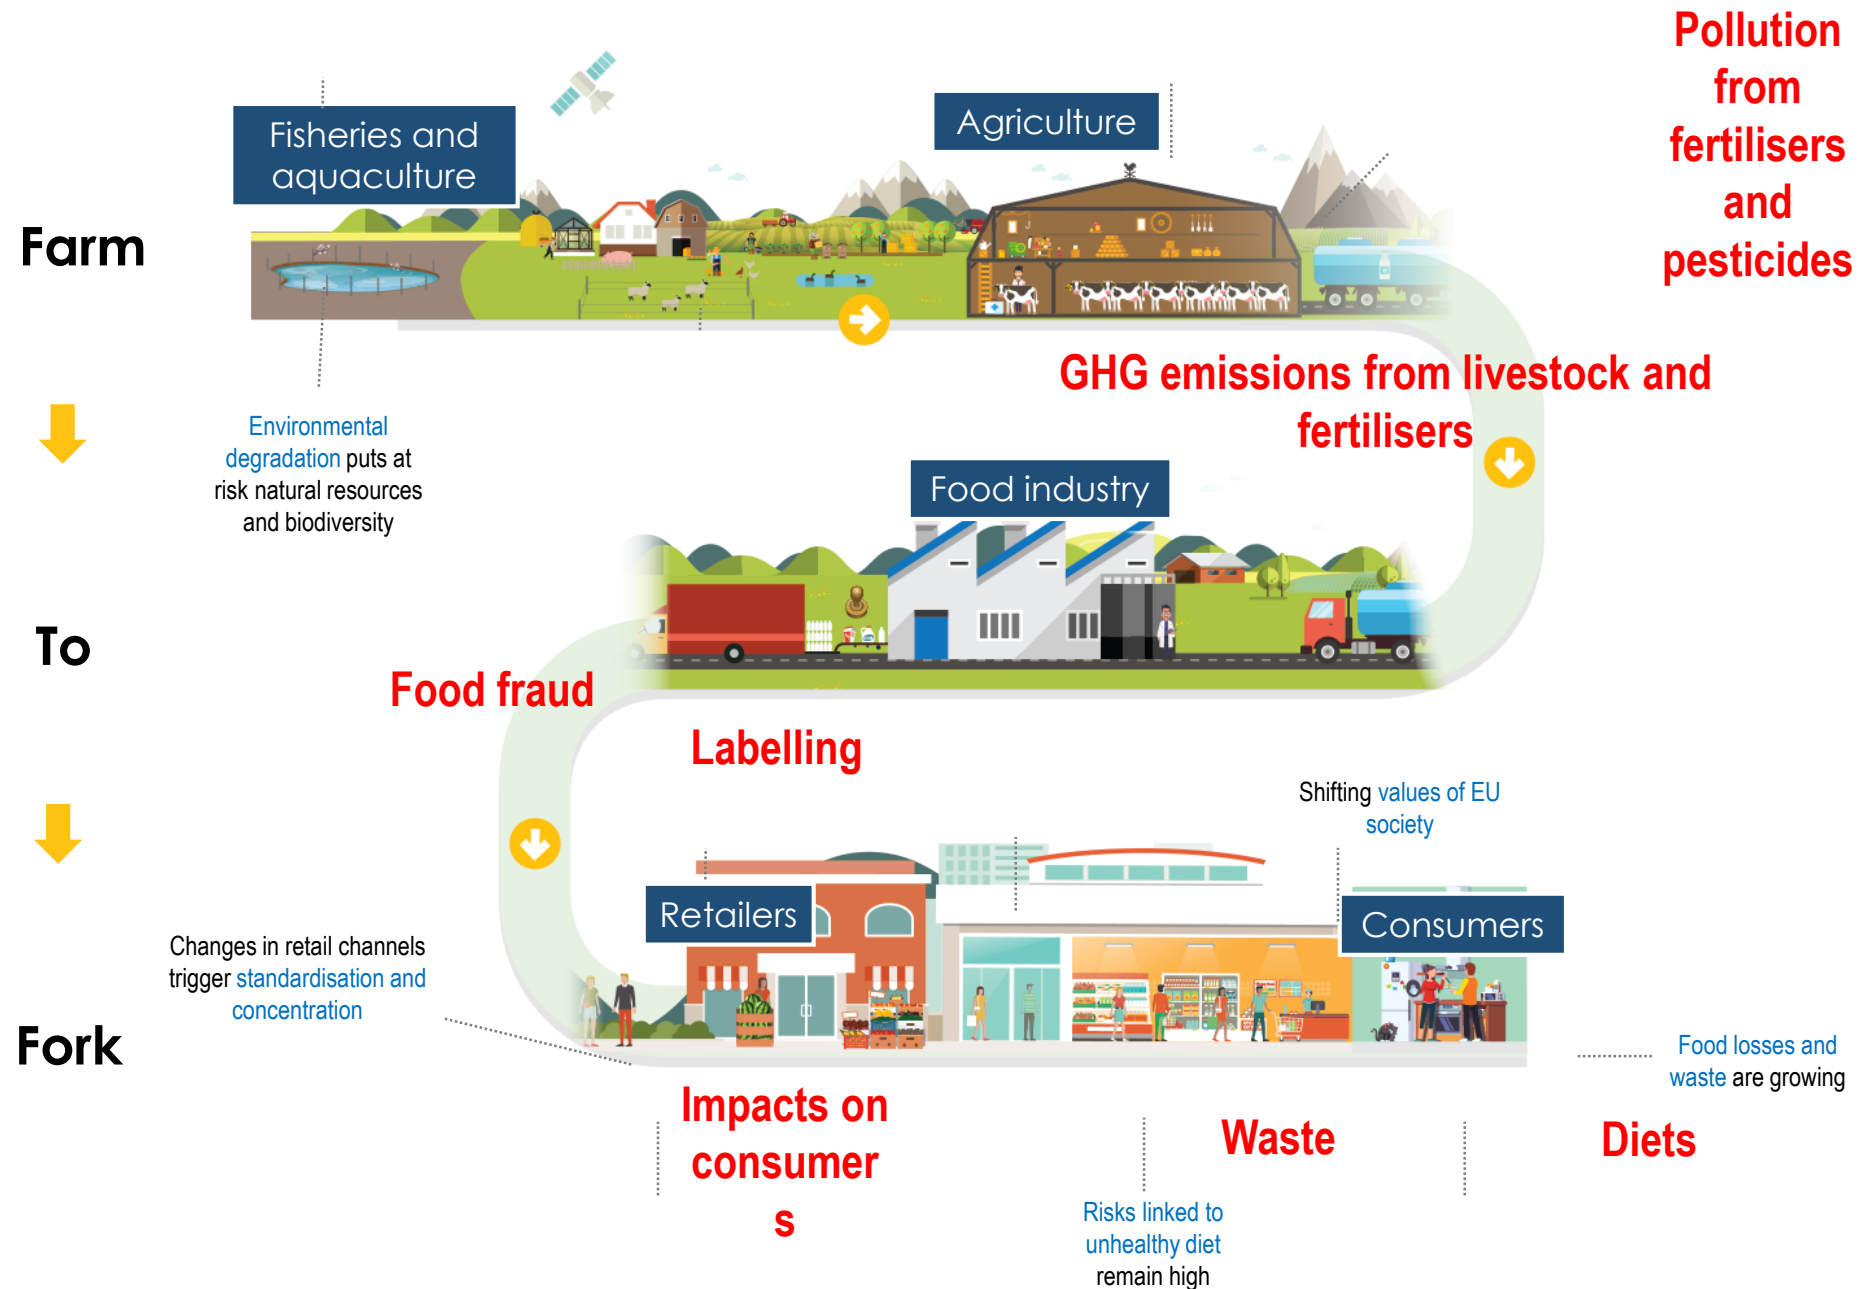 Pollution
from
fertilisers
and
pesticides
Fisheries and
aquaculture
Agriculture
Farm
GHG emissions from livestock and
fertilisers
Environmental
degradation puts at
risk natural resources
and biodiversity
Food industry
To
Food fraud
Labelling
Shifting values of EU
society
Retailers
Consumers
Changes in retail channels
trigger standardisation and
concentration
Fork
Food losses and
waste are growing
Impacts on
consumer
s
Waste
Diets
Risks linked to
unhealthy diet
remain high